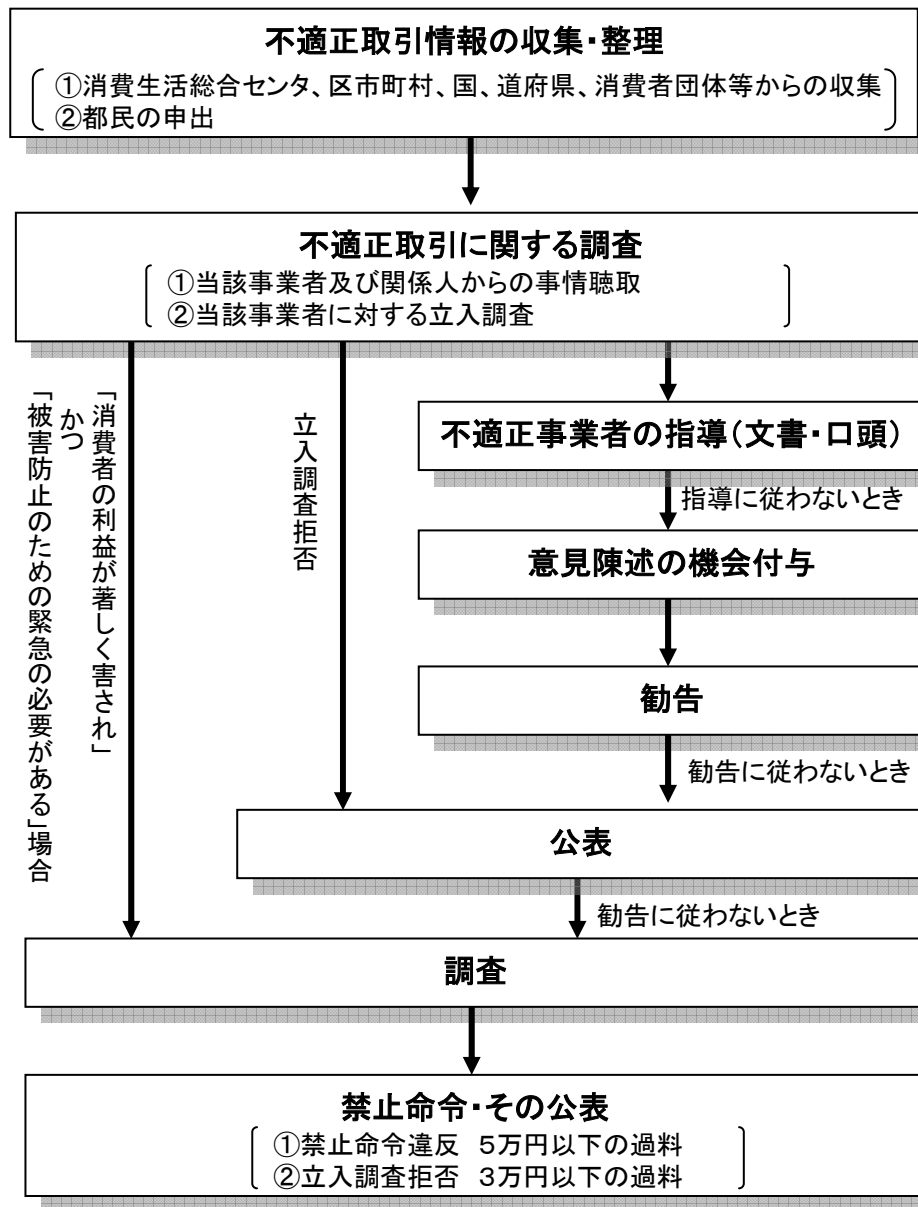 不適正取引情報の収集・整理
①消費生活総合センタ、区市町村、国、道府県、消費者団体等からの収集
②都民の申出
不適正取引に関する調査
①当該事業者及び関係人からの事情聴取
②当該事業者に対する立入調査
「消費者の利益が著しく害され」
かつ
「被害防止のための緊急の必要がある」場合
立入調査拒否
不適正事業者の指導(文書・口頭)
指導に従わないとき
意見陳述の機会付与
勧告
勧告に従わないとき
公表
勧告に従わないとき
調査
禁止命令・その公表
①禁止命令違反 5万円以下の過料
②立入調査拒否 3万円以下の過料